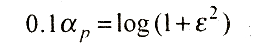 0.1α_p = log(1 + ε²)